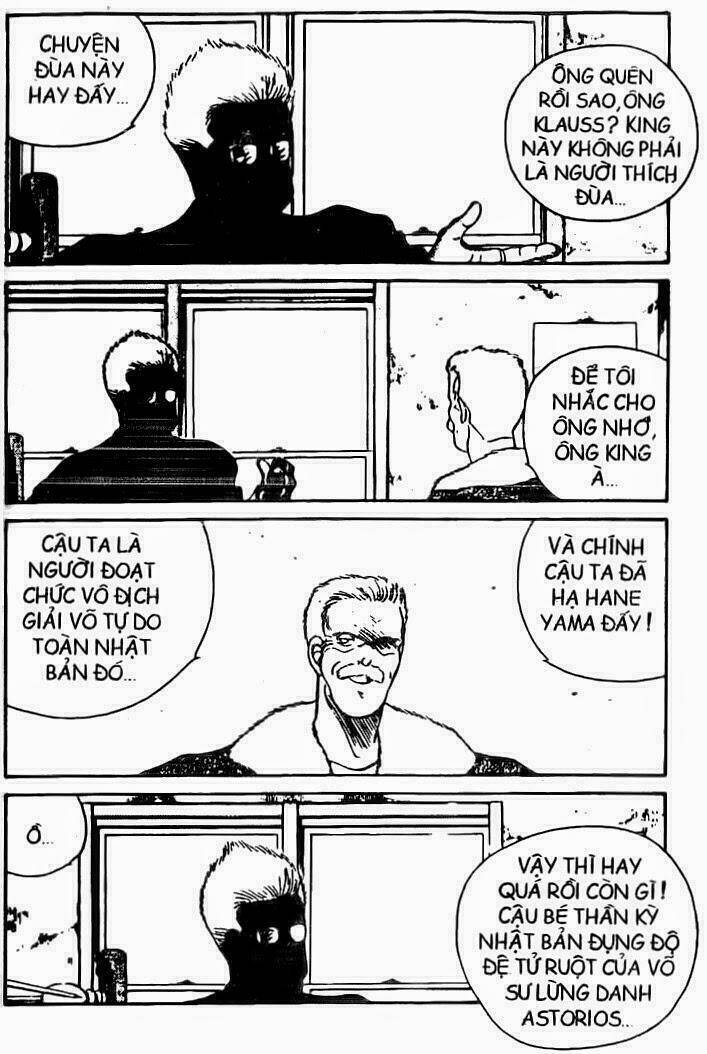 CHUYỆN
ĐÙA NÀY
HAY ĐẤY...
ÔNG QUÊN
RỒI SAO, ÔNG
KLAUSS? KING
NÀY KHÔNG PHẢI
LÀ NGƯỜI THÍCH
ĐÙA...
ĐỂ TÔI
NHẮC CHO
ÔNG NHỚ,
ÔNG KING
À...
CẬU TA LÀ
NGƯỜI ĐOẠT
CHỨC VÔ ĐỊCH
GIẢI VÕ TỰ DO
TOÀN NHẬT
BẢN ĐÓ...
VÀ CHÍNH
CẬU TA ĐÃ
HẠ HANE
YAMA ĐẤY!
Ồ...
VẬY THÌ HAY
QUÁ RỒI CÒN GÌ!
CẬU BÉ THẦN KỲ
NHẬT BẢN ĐỤNG ĐỘ
ĐỆ TỬ RUỘT CỦA VÕ
SƯ LỪNG DANH
ASTORIOS...